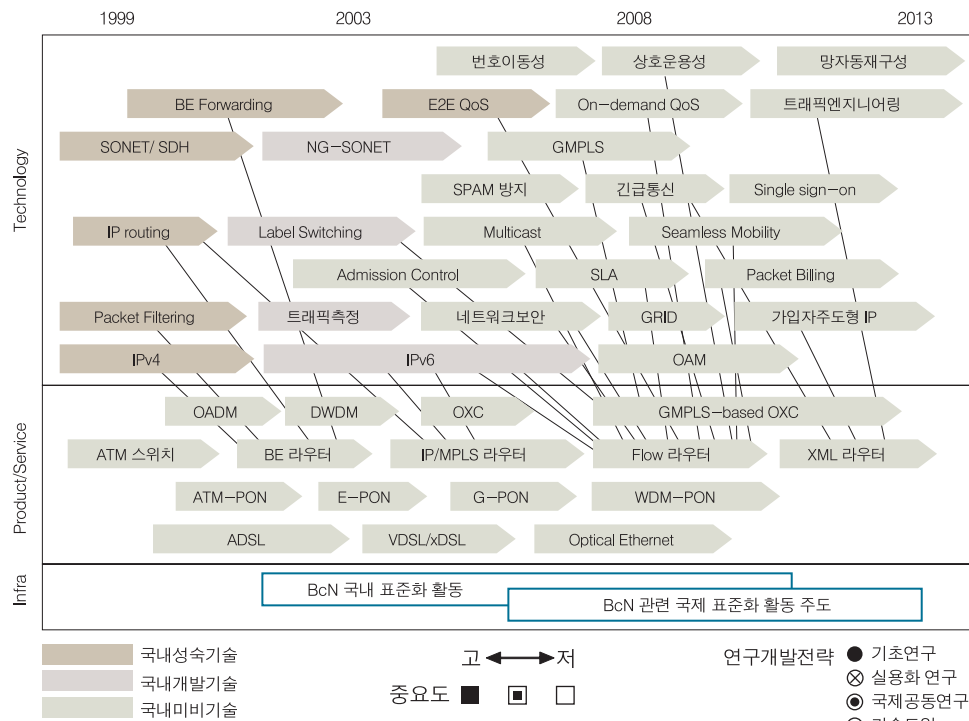 1999 2003 2008 2013
Technology
번호이동성 상호운용성 망자동재구성
BE Forwarding E2E QoS On-demand QoS 트래픽엔지니어링
SONET/ SDH NG-SONET GMPLS
SPAM 방지 긴급통신 Single sign-on
IP routing Label Switching Multicast Seamless Mobility
Admission Control SLA Packet Billing
Packet Filtering 트래픽측정 네트워크보안 GRID 가입자주도형 IP
IPv4 IPv6 OAM
Product/Service
OADM DWDM OXC GMPLS-based OXC
ATM 스위치 BE 라우터 IP/MPLS 라우터 Flow 라우터 XML 라우터
ATM-PON E-PON G-PON WDM-PON
ADSL VDSL/xDSL Optical Ethernet
Infra
BcN 국내 표준화 활동
BcN 관련 국제 표준화 활동 주도
국내성숙기술
국내개발기술
국내미비기술
고 저
중요도
연구개발전략
기초연구
실용화 연구
국제공동연구